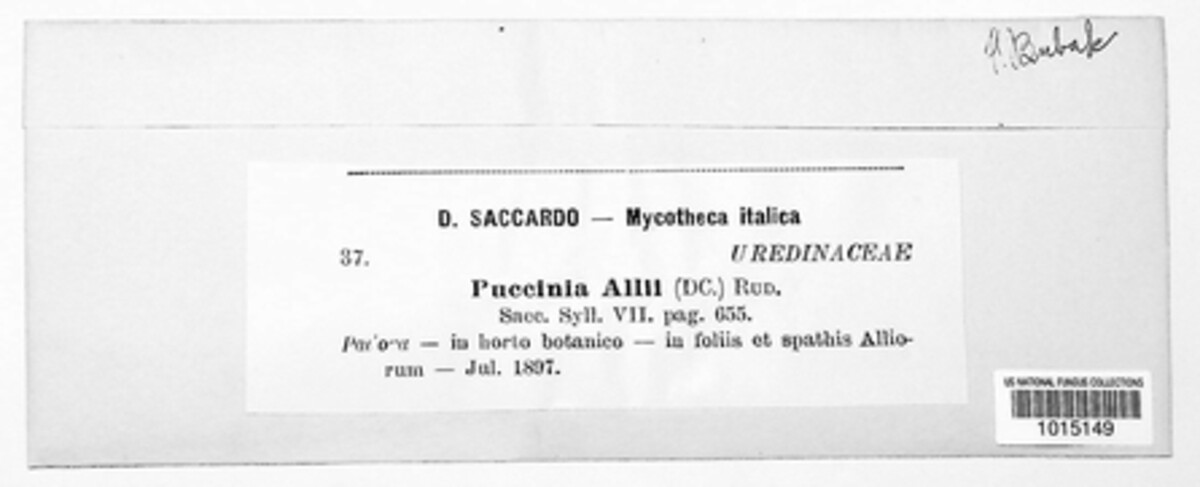 Bubak
D. SACCARDO — Mycotheca italica
37. UREDINACEAE
Puccinia Allii (DC.) RUD.
Sacc. Syll. VII. pag. 655.
— in horto botanico — in foliis et spathis Allio-
rum — Jul. 1897.
US NATIONAL FUNGUS COLLECTIONS
1015149